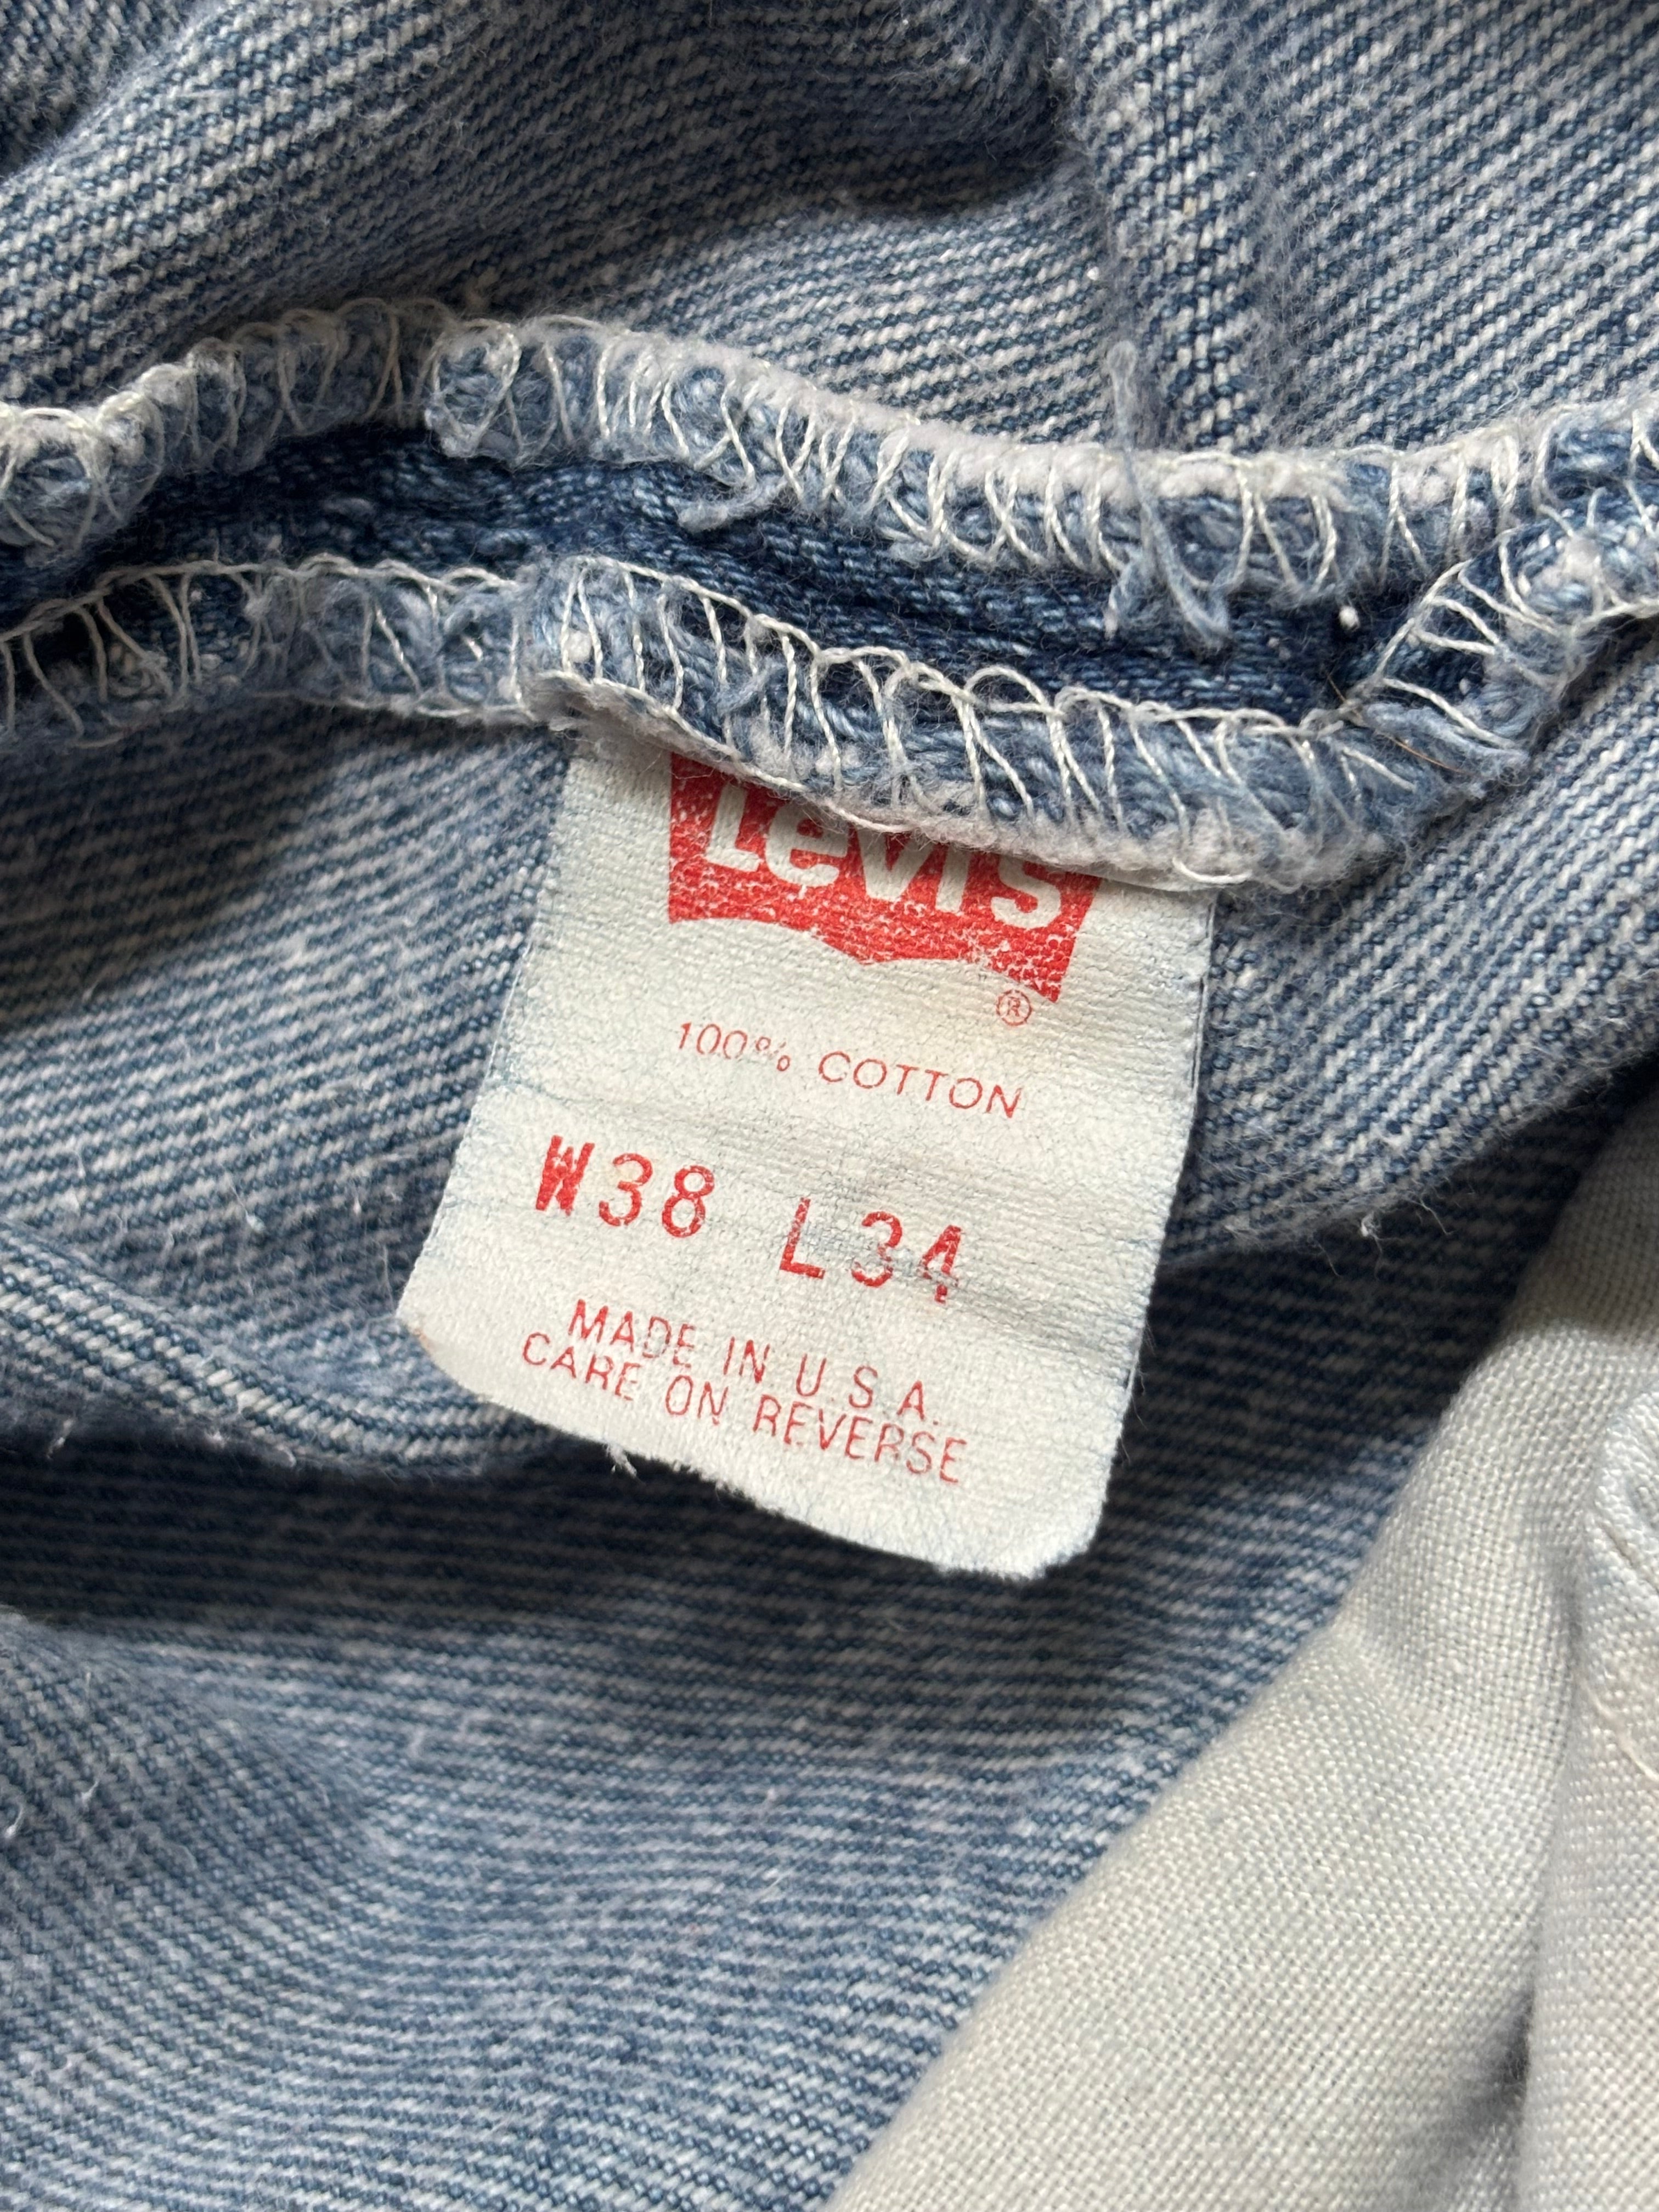 Levi's
®
100% COTTON
W38 L34
MADE IN U.S.A.
CARE ON REVERSE